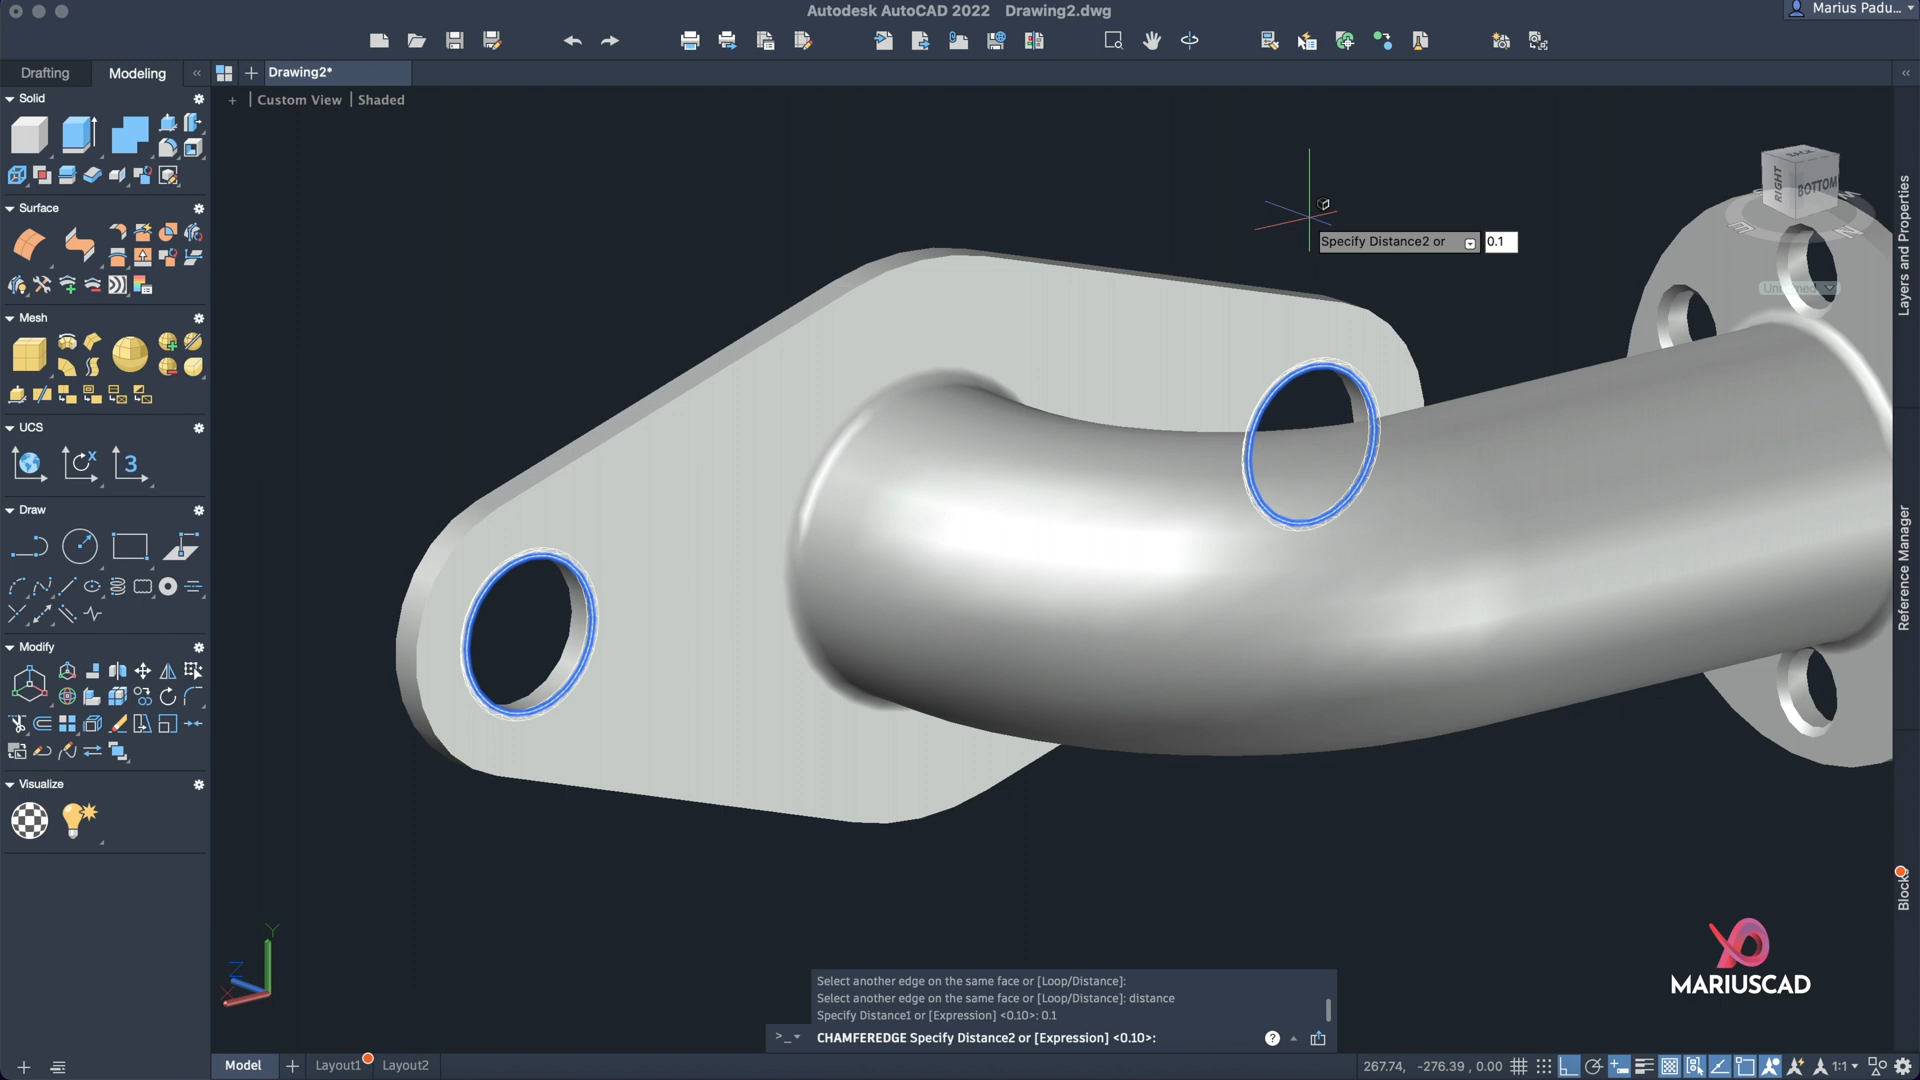 Autodesk AutoCAD 2022 Drawing2.dwg
Marius Padu...
Drafting
Modeling
Drawing2*
Solid
Custom View
Shaded
Surface
Mesh
UCS
X
3
Draw
Modify
Visualize
Specify Distance2 or
0.1
BACK
RIGHT
BOTTOM
E
N
Unnamed
Layers and Properties
Reference Manager
Blocks
Y
Z
X
MARIUSCAD
Select another edge on the same face or [Loop/Distance]:
Select another edge on the same face or [Loop/Distance]: distance
Specify Distance1 or [Expression] <0.10>: 0.1
>_ CHAMFEREDGE Specify Distance2 or [Expression] <0.10>:
Model
Layout1
Layout2
267.74, -276.39 , 0.00
1:1